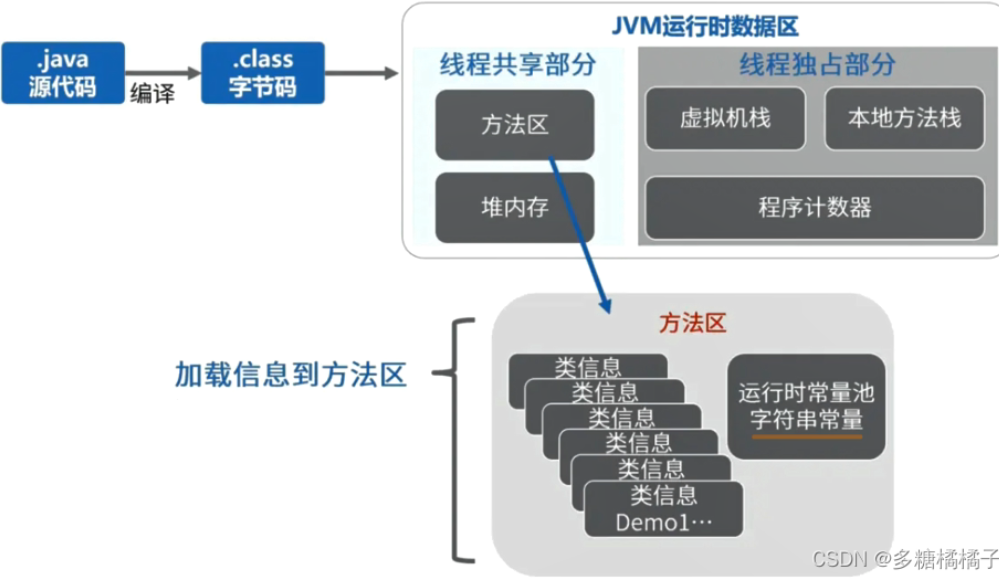 JVM运行时数据区
.java
源代码
编译
.class
字节码
线程共享部分
线程独占部分
方法区
虚拟机栈
本地方法栈
堆内存
程序计数器
方法区
加载信息到方法区
类信息
类信息
类信息
类信息
类信息
类信息
Demo1…
运行时常量池
字符串常量
CSDN @多糖橘橘子